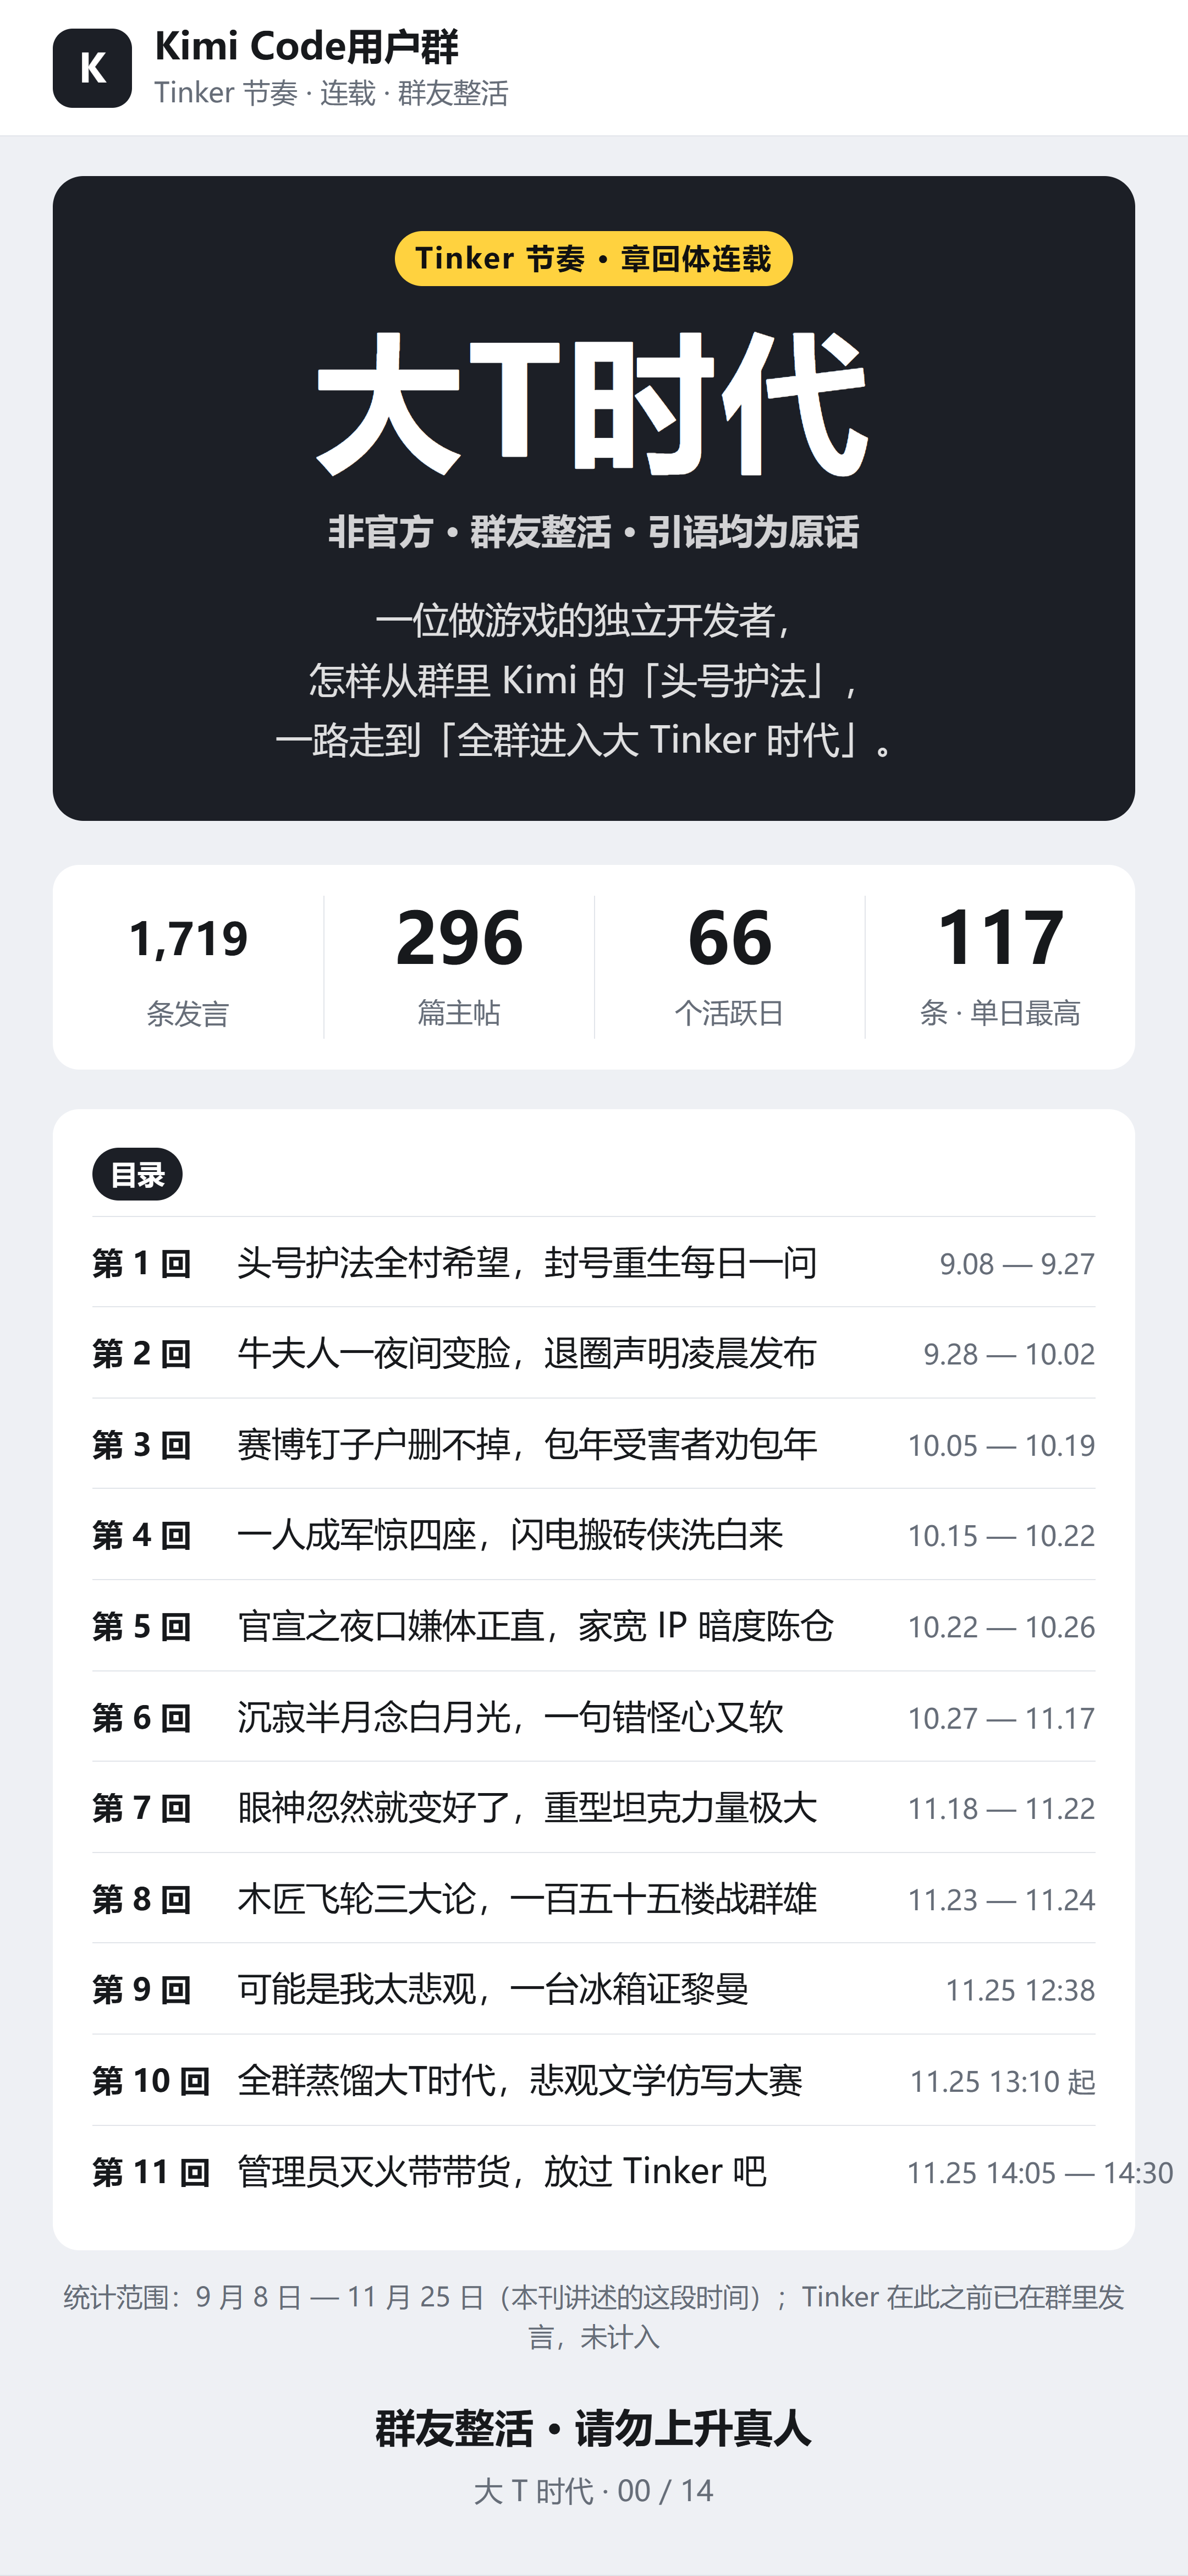 K
Kimi Code用户群
Tinker 节奏 · 连载 · 群友整活
Tinker 节奏 · 章回体连载
大T时代
非官方 · 群友整活 · 引语均为原话
一位做游戏的独立开发者，
怎样从群里 Kimi 的「头号护法」，
一路走到「全群进入大 Tinker 时代」。
1,719 296 66 117
条发言 篇主帖 个活跃日 条 · 单日最高
目录
第 1 回 头号护法全村希望，封号重生每日一问 9.08 — 9.27
第 2 回 牛夫人一夜间变脸，退圈声明凌晨发布 9.28 — 10.02
第 3 回 赛博钉子户删不掉，包年受害者劝包年 10.05 — 10.19
第 4 回 一人成军惊四座，闪电搬砖侠洗白来 10.15 — 10.22
第 5 回 官宣之夜口嫌体正直，家宽 IP 暗度陈仓 10.22 — 10.26
第 6 回 沉寂半月念白月光，一句错怪心又软 10.27 — 11.17
第 7 回 眼神忽然就变好了，重型坦克力量极大 11.18 — 11.22
第 8 回 木匠飞轮三大论，一百五十五楼战群雄 11.23 — 11.24
第 9 回 可能是我太悲观，一台冰箱证黎曼 11.25 12:38
第 10 回 全群蒸馏大T时代，悲观文学仿写大赛 11.25 13:10 起
第 11 回 管理员灭火带带货，放过 Tinker 吧 11.25 14:05 — 14:30
统计范围：9 月 8 日 — 11 月 25 日（本刊讲述的这段时间）；Tinker 在此之前已在群里发
言，未计入
群友整活 · 请勿上升真人
大 T 时代 · 00 / 14